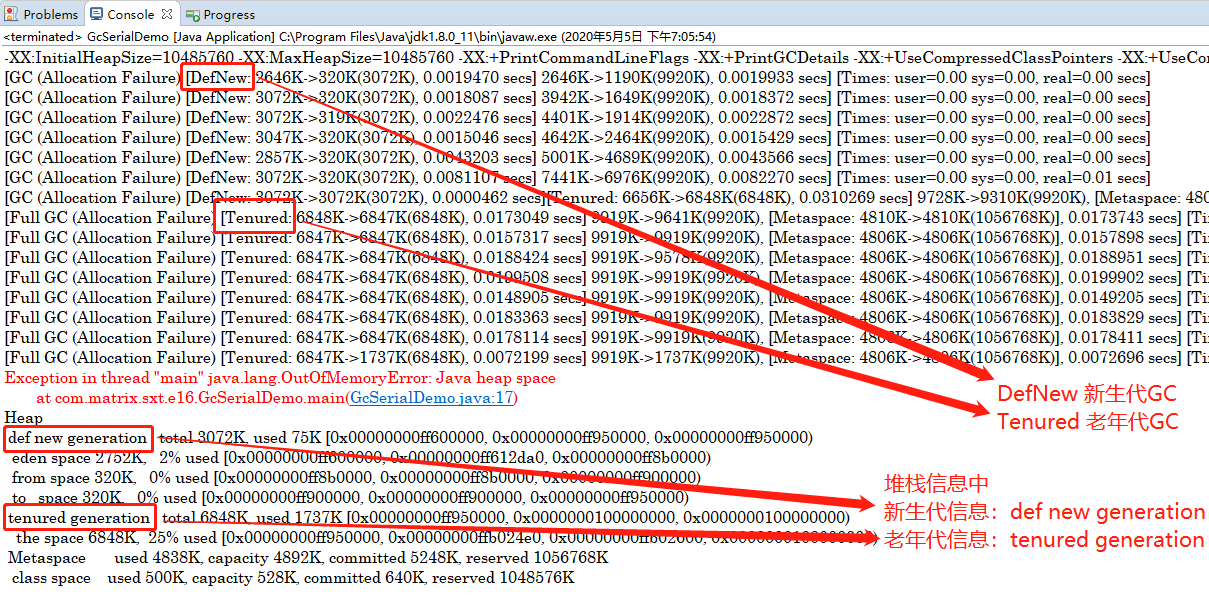 Problems Console Progress
<terminated> GcSerialDemo [Java Application] C:\Program Files\Java\jdk1.8.0_11\bin\javaw.exe (2020年5月5日 下午7:05:54)
-XX:InitialHeapSize=10485760 -XX:MaxHeapSize=10485760 -XX:+PrintCommandLineFlags -XX:+PrintGCDetails -XX:+UseCompressedClassPointers -XX:+UseCom
[GC (Allocation Failure) [DefNew: 2646K->320K(3072K), 0.0019470 secs] 2646K->1190K(9920K), 0.0019933 secs] [Times: user=0.00 sys=0.00, real=0.00 secs]
[GC (Allocation Failure) [DefNew: 3072K->320K(3072K), 0.0018087 secs] 3942K->1649K(9920K), 0.0018372 secs] [Times: user=0.00 sys=0.00, real=0.00 secs]
[GC (Allocation Failure) [DefNew: 3072K->319K(3072K), 0.0022476 secs] 4401K->1914K(9920K), 0.0022872 secs] [Times: user=0.00 sys=0.00, real=0.00 secs]
[GC (Allocation Failure) [DefNew: 3047K->320K(3072K), 0.0015046 secs] 4642K->2464K(9920K), 0.0015429 secs] [Times: user=0.00 sys=0.00, real=0.00 secs]
[GC (Allocation Failure) [DefNew: 2857K->320K(3072K), 0.0043203 secs] 5001K->4689K(9920K), 0.0043566 secs] [Times: user=0.00 sys=0.00, real=0.00 secs]
[GC (Allocation Failure) [DefNew: 3072K->320K(3072K), 0.0081107 secs] 7441K->6976K(9920K), 0.0082270 secs] [Times: user=0.00 sys=0.00, real=0.01 secs]
[GC (Allocation Failure) [DefNew: 3072K->3072K(3072K), 0.0000462 secs][Tenured: 6656K->6848K(6848K), 0.0310269 secs] 9728K->9310K(9920K), [Metaspace: 480
[Full GC (Allocation Failure) [Tenured: 6848K->6847K(6848K), 0.0173049 secs] 9919K->9641K(9920K), [Metaspace: 4810K->4810K(1056768K)], 0.0173743 secs] [Ti
[Full GC (Allocation Failure) [Tenured: 6847K->6847K(6848K), 0.0157317 secs] 9919K->9919K(9920K), [Metaspace: 4806K->4806K(1056768K)], 0.0157898 secs] [Ti
[Full GC (Allocation Failure) [Tenured: 6847K->6847K(6848K), 0.0188424 secs] 9919K (9920K), [Metaspace: 4806K->4806K(1056768K)], 0.0188951 secs] [Ti
[Full GC (Allocation Failure) [Tenured: 6847K->6847K(6848K), 0.0199508 secs] 9919K->9919K(9920K), [Metaspace: 4806K->4806K(1056768K)], 0.0199902 secs] [Ti
[Full GC (Allocation Failure) [Tenured: 6847K->6847K(6848K), 0.0148905 secs] 9919K->9919K(9920K), [Metaspace: 4806K->4806K(1056768K)], 0.0149205 secs] [Ti
[Full GC (Allocation Failure) [Tenured: 6847K->6847K(6848K), 0.0183363 secs] 9919K->9919K(9920K), [Metaspace: 4806K->4806K(1056768K)], 0.0183829 secs] [Ti
[Full GC (Allocation Failure) [Tenured: 6847K->6847K(6848K), 0.0178114 secs] 9919K->9919K(9920K), [Metaspace: 4806K->4806K(1056768K)], 0.0178411 secs] [Ti
[Full GC (Allocation Failure) [Tenured: 6847K->1737K(6848K), 0.0072199 secs] 9919K->1737K(9920K), [Metaspace: 4806K->4806K(1056768K)], 0.0072696 secs] [Ti
Exception in thread "main" java.lang.OutOfMemoryError: Java heap space
at com.matrix.sxt.e16.GcSerialDemo.main(GcSerialDemo.java:17)
DefNew 新生代GC
Tenured 老年代GC
Heap
def new generation total 3072K, used 75K [0x00000000ff600000, 0x00000000ff950000, 0x00000000ff950000)
eden space 2752K, 2% used [0x00000000ff600000, 0x00000000ff612da0, 0x00000000ff8b0000)
from space 320K, 0% used [0x00000000ff8b0000, 0x00000000ff8b0000, 0x00000000ff900000)
to space 320K, 0% used [0x00000000ff900000, 0x00000000ff900000, 0x00000000ff950000)
tenured generation total 6848K, used 1737K [0x00000000ff950000, 0x0000000100000000, 0x0000000100000000)
the space 6848K, 25% used [0x00000000ff950000, 0x00000000ffb024e0, 0x00000000ffb02600, 0x0000000100000000)
Metaspace used 4838K, capacity 4892K, committed 5248K, reserved 1056768K
class space used 500K, capacity 528K, committed 640K, reserved 1048576K
堆栈信息中
新生代信息：def new generation
老年代信息：tenured generation